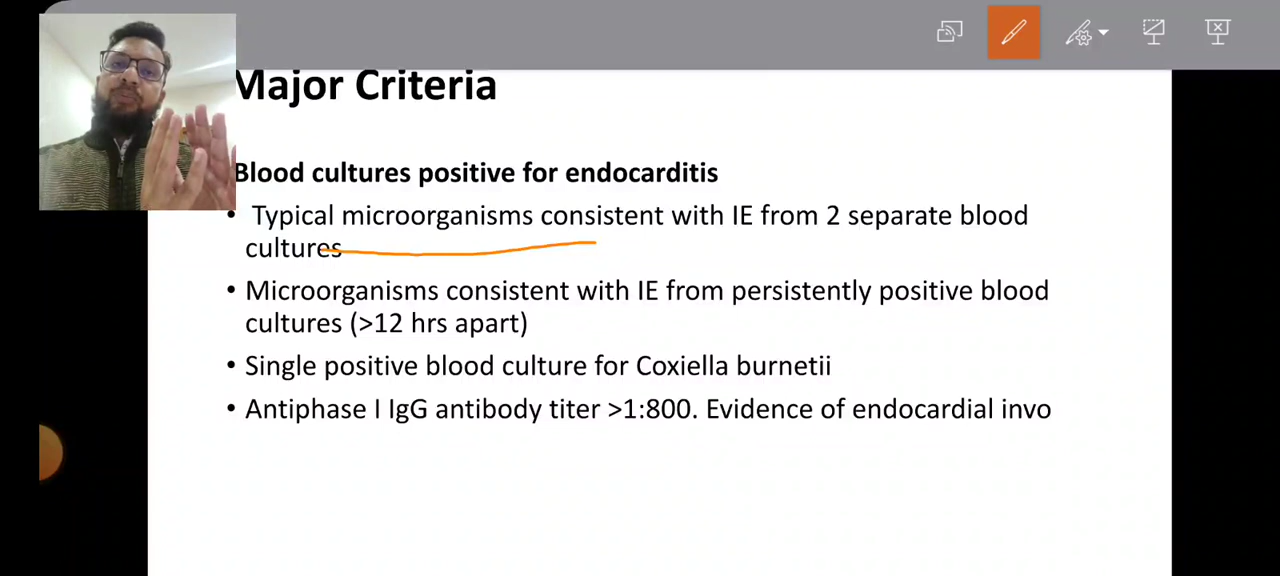 Major Criteria
Blood cultures positive for endocarditis
• Typical microorganisms consistent with IE from 2 separate blood
cultures
• Microorganisms consistent with IE from persistently positive blood
cultures (>12 hrs apart)
• Single positive blood culture for Coxiella burnetii
• Antiphase I IgG antibody titer >1:800. Evidence of endocardial invo